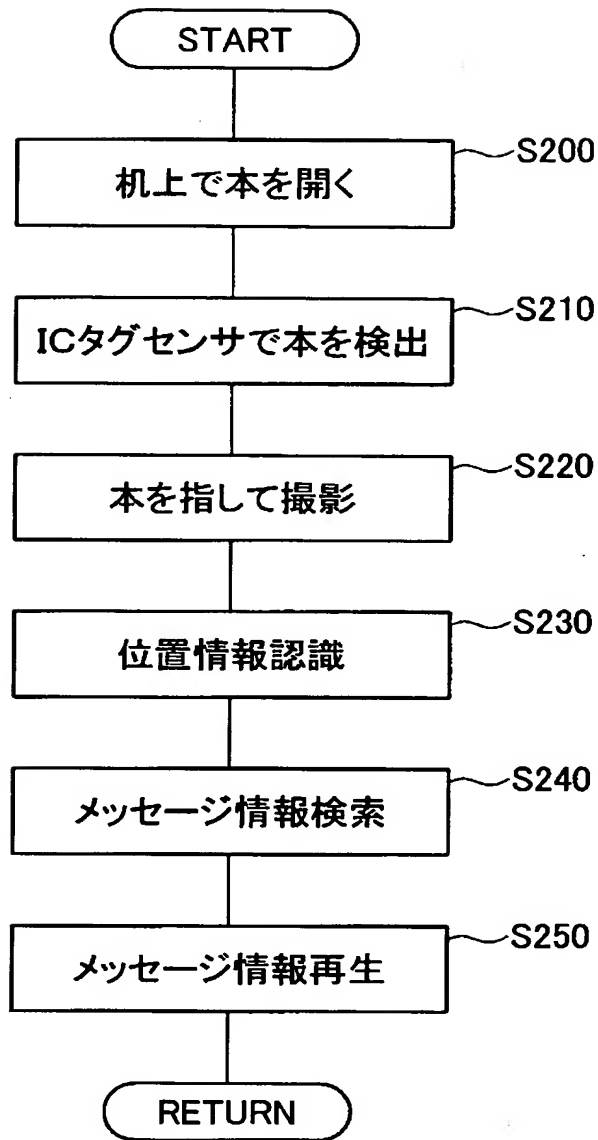 START
机上で本を開く
S200
ICタグセンサで本を検出
S210
本を指して撮影
S220
位置情報認識
S230
メッセージ情報検索
S240
メッセージ情報再生
S250
RETURN